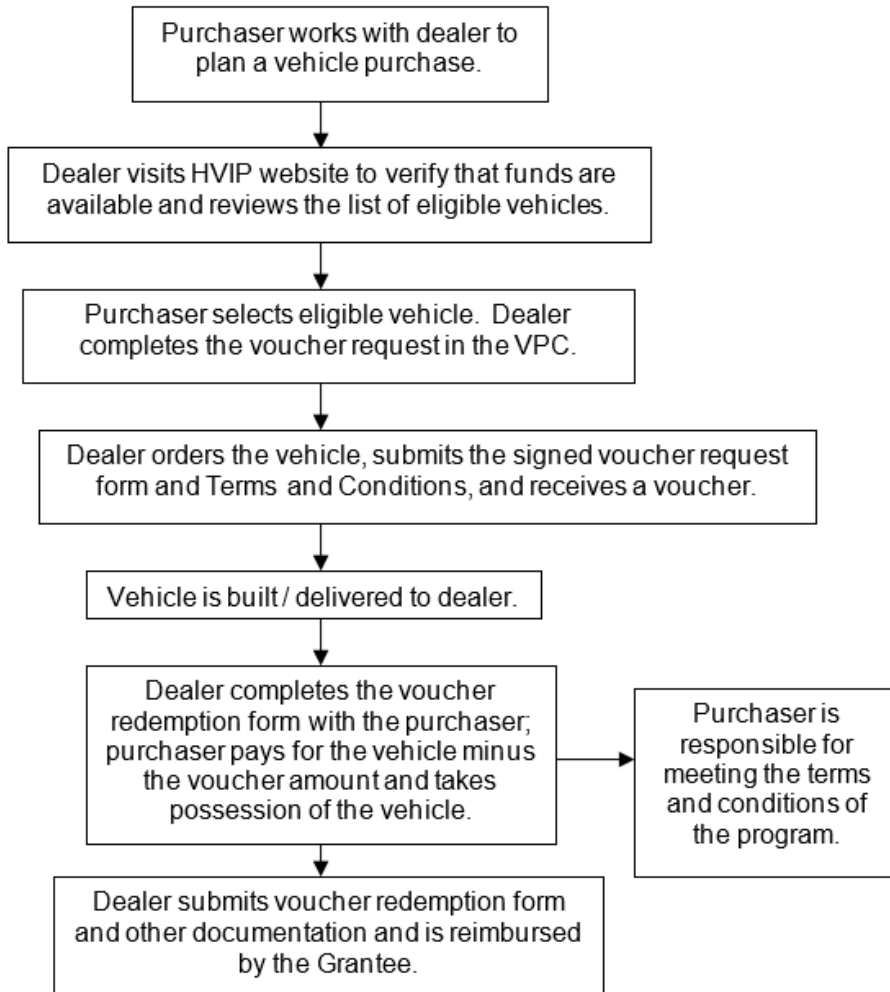 Purchaser works with dealer to
plan a vehicle purchase.
Dealer visits HVIP website to verify that funds are
available and reviews the list of eligible vehicles.
Purchaser selects eligible vehicle.  Dealer
completes the voucher request in the VPC.
Dealer orders the vehicle, submits the signed voucher request
form and Terms and Conditions, and receives a voucher.
Vehicle is built / delivered to dealer.
Dealer completes the voucher
redemption form with the purchaser;
purchaser pays for the vehicle minus
the voucher amount and takes
possession of the vehicle.
Purchaser is
responsible for
meeting the terms
and conditions of
the program.
Dealer submits voucher redemption form
and other documentation and is reimbursed
by the Grantee.